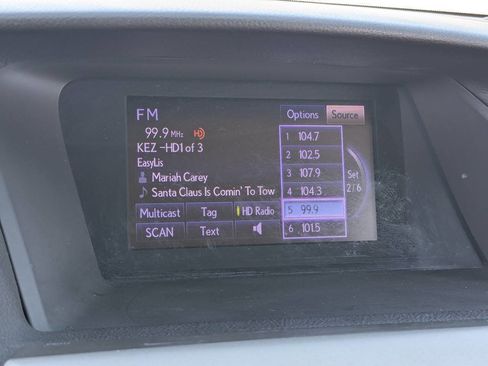 FM
Options
Source
99.9 MHz HD
KEZ-HD1 of 3
EasyLis
Mariah Carey
Santa Claus Is Comin' To Tow
1 104.7
2 102.5
3 107.9
4 104.3
5 99.9
6 101.5
Set
2/6
Multicast
Tag
HD Radio
SCAN
Text